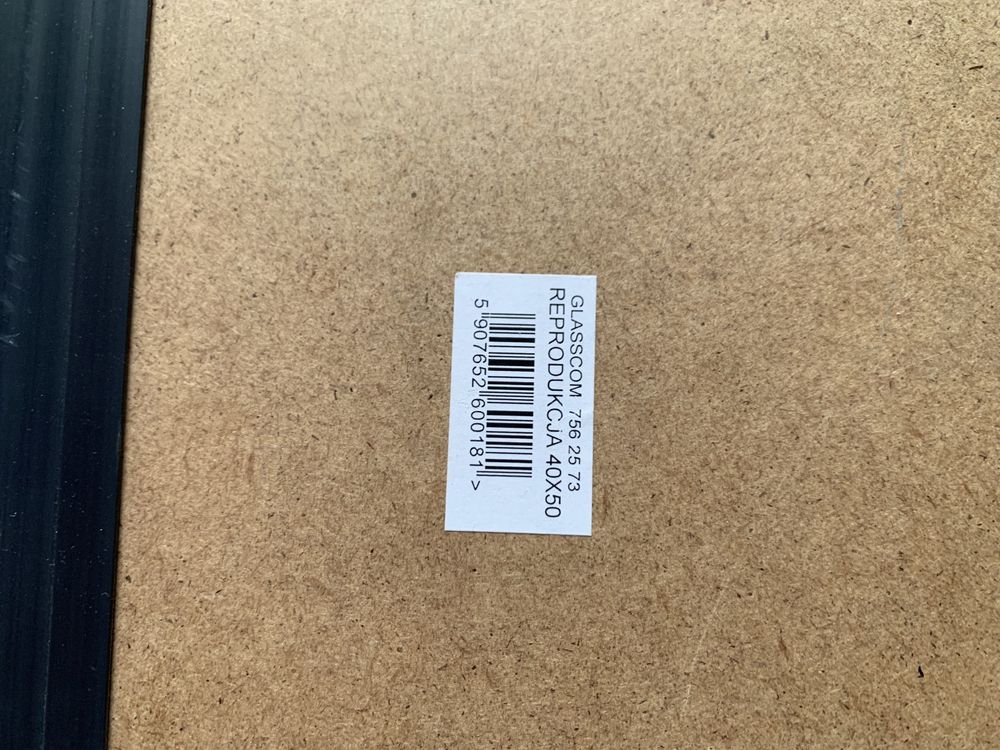 GLASSCOM 756 25 73
REPRODUKCjA 40X50
5 907652 600181 >